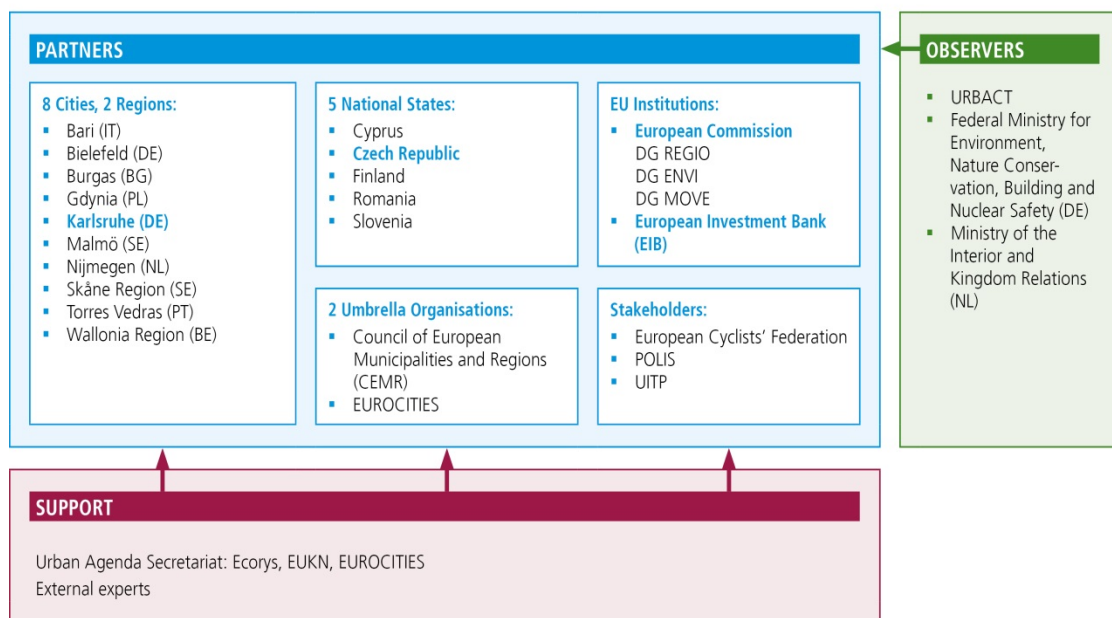 PARTNERS
8 Cities, 2 Regions:
Bari (IT)
Bielefeld (DE)
Burgas (BG)
Gdynia (PL)
Karlsruhe (DE)
Malmö (SE)
Nijmegen (NL)
Skåne Region (SE)
Torres Vedras (PT)
Wallonia Region (BE)
5 National States:
Cyprus
Czech Republic
Finland
Romania
Slovenia
EU Institutions:
European Commission
DG REGIO
DG ENVI
DG MOVE
European Investment Bank
(EIB)
2 Umbrella Organisations:
Council of European
Municipalities and Regions
(CEMR)
EUROCITIES
Stakeholders:
European Cyclists’ Federation
POLIS
UITP
OBSERVERS
URBACT
Federal Ministry for
Environment,
Nature Conser-
vation, Building and
Nuclear Safety (DE)
Ministry of the
Interior and
Kingdom Relations
(NL)
SUPPORT
Urban Agenda Secretariat: Ecorys, EUKN, EUROCITIES
External experts